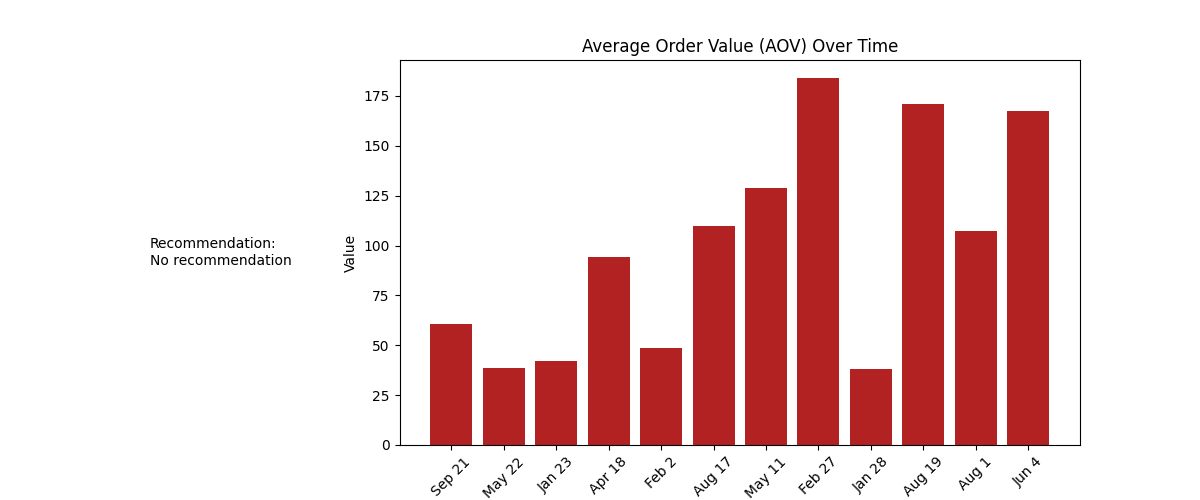 Average Order Value (AOV) Over Time
Recommendation:
No recommendation
Value
175
150
125
100
75
50
25
0
Sep 21
May 22
Jan 23
Apr 18
Feb 2
Aug 17
May 11
Feb 27
Jan 28
Aug 19
Aug 1
Jun 4